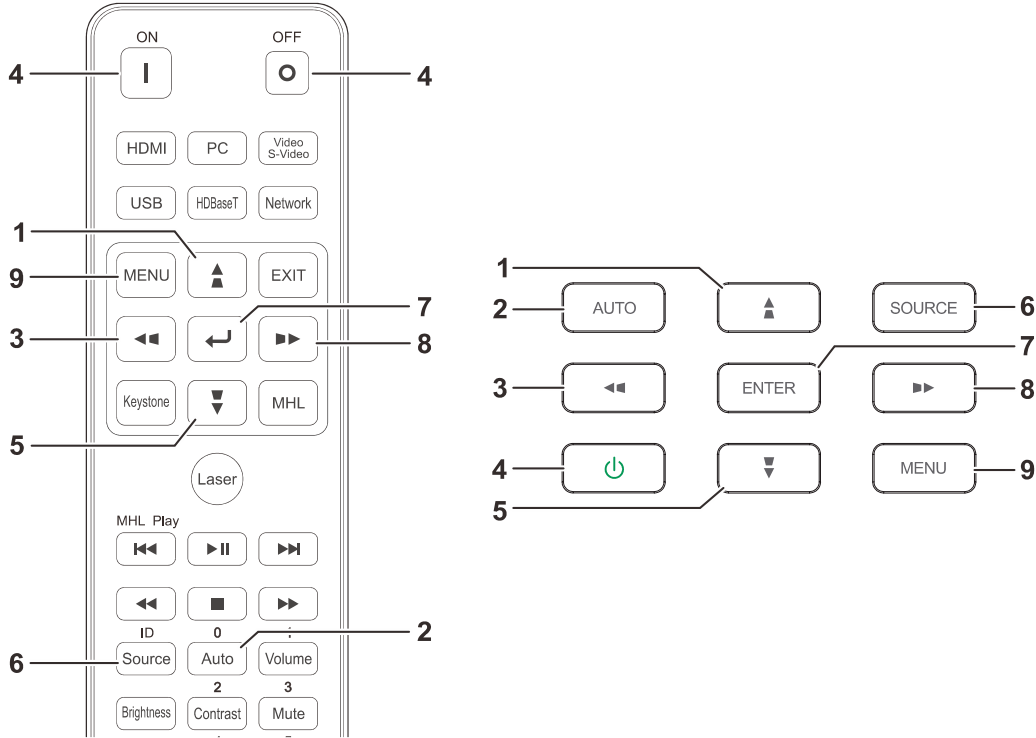 ON OFF
4 4
HDMI PC Video
S-Video
USB HDBaseT Network
1
9 MENU EXIT
7
3 8
Keystone MHL
5
Laser
MHL Play
ID 0
2
6 Source Auto Volume
2 3
Brightness Contrast Mute
1
2 AUTO SOURCE 6
7
3 ENTER 8
4 MENU 9
5